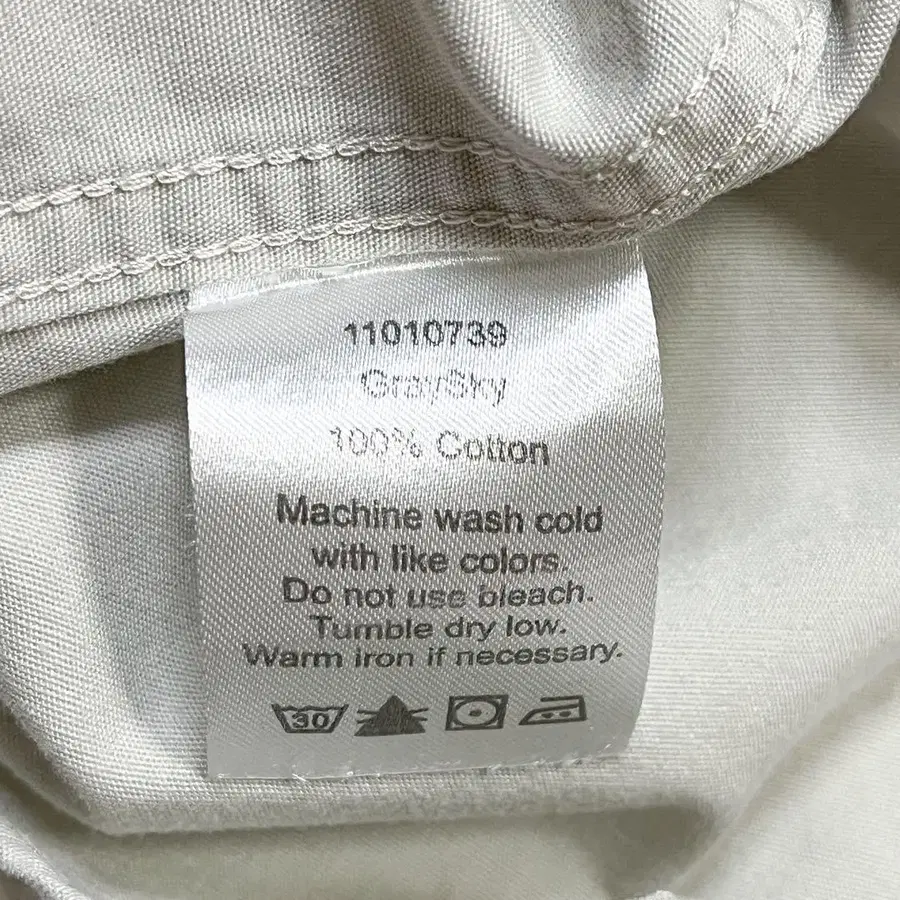 11010739
GraySky
100% Cotton
Machine wash cold
with like colors.
Do not use bleach.
Tumble dry low.
Warm iron if necessary.
30